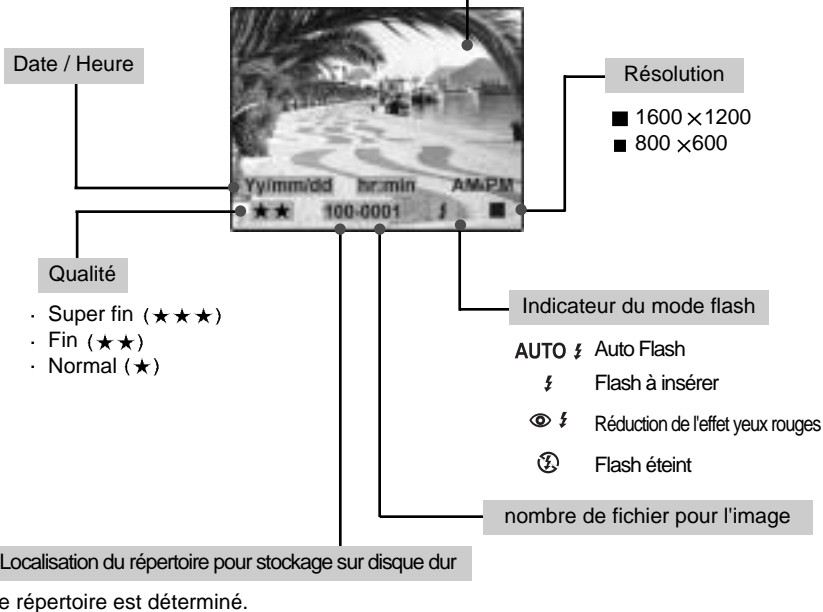 Date / Heure
Résolution
■ 1600 ×1200
■ 800 ×600
Yy/mm/dd hr:min AM/PM
★★ 100-0001
Qualité
· Super fin (★★★)
· Fin (★★)
· Normal (★)
Indicateur du mode flash
AUTO Auto Flash
Flash à insérer
Réduction de l'effet yeux rouges
Flash éteint
nombre de fichier pour l'image
Localisation du répertoire pour stockage sur disque dur
e répertoire est déterminé.